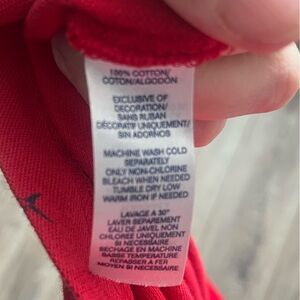 100% COTTON/
COTON/ALGODON
EXCLUSIVE OF
DECORATION/
SANS RUBAN
DÉCORATIF UNIQUEMENT/
SIN ADORNOS
MACHINE WASH COLD
SEPARATELY
ONLY NON-CHLORINE
BLEACH WHEN NEEDED
TUMBLE DRY LOW
WARM IRON IF NEEDED
LAVAGE A 30°
LAVER SEPAREMENT
EAU DE JAVEL NON
CHLOREE UNIQUEMENT
SI NECESSAIRE
SECHAGE EN MACHINE
BASSE TEMPERATURE
REPASSER A FER
MOYEN SI NECESSAIRE